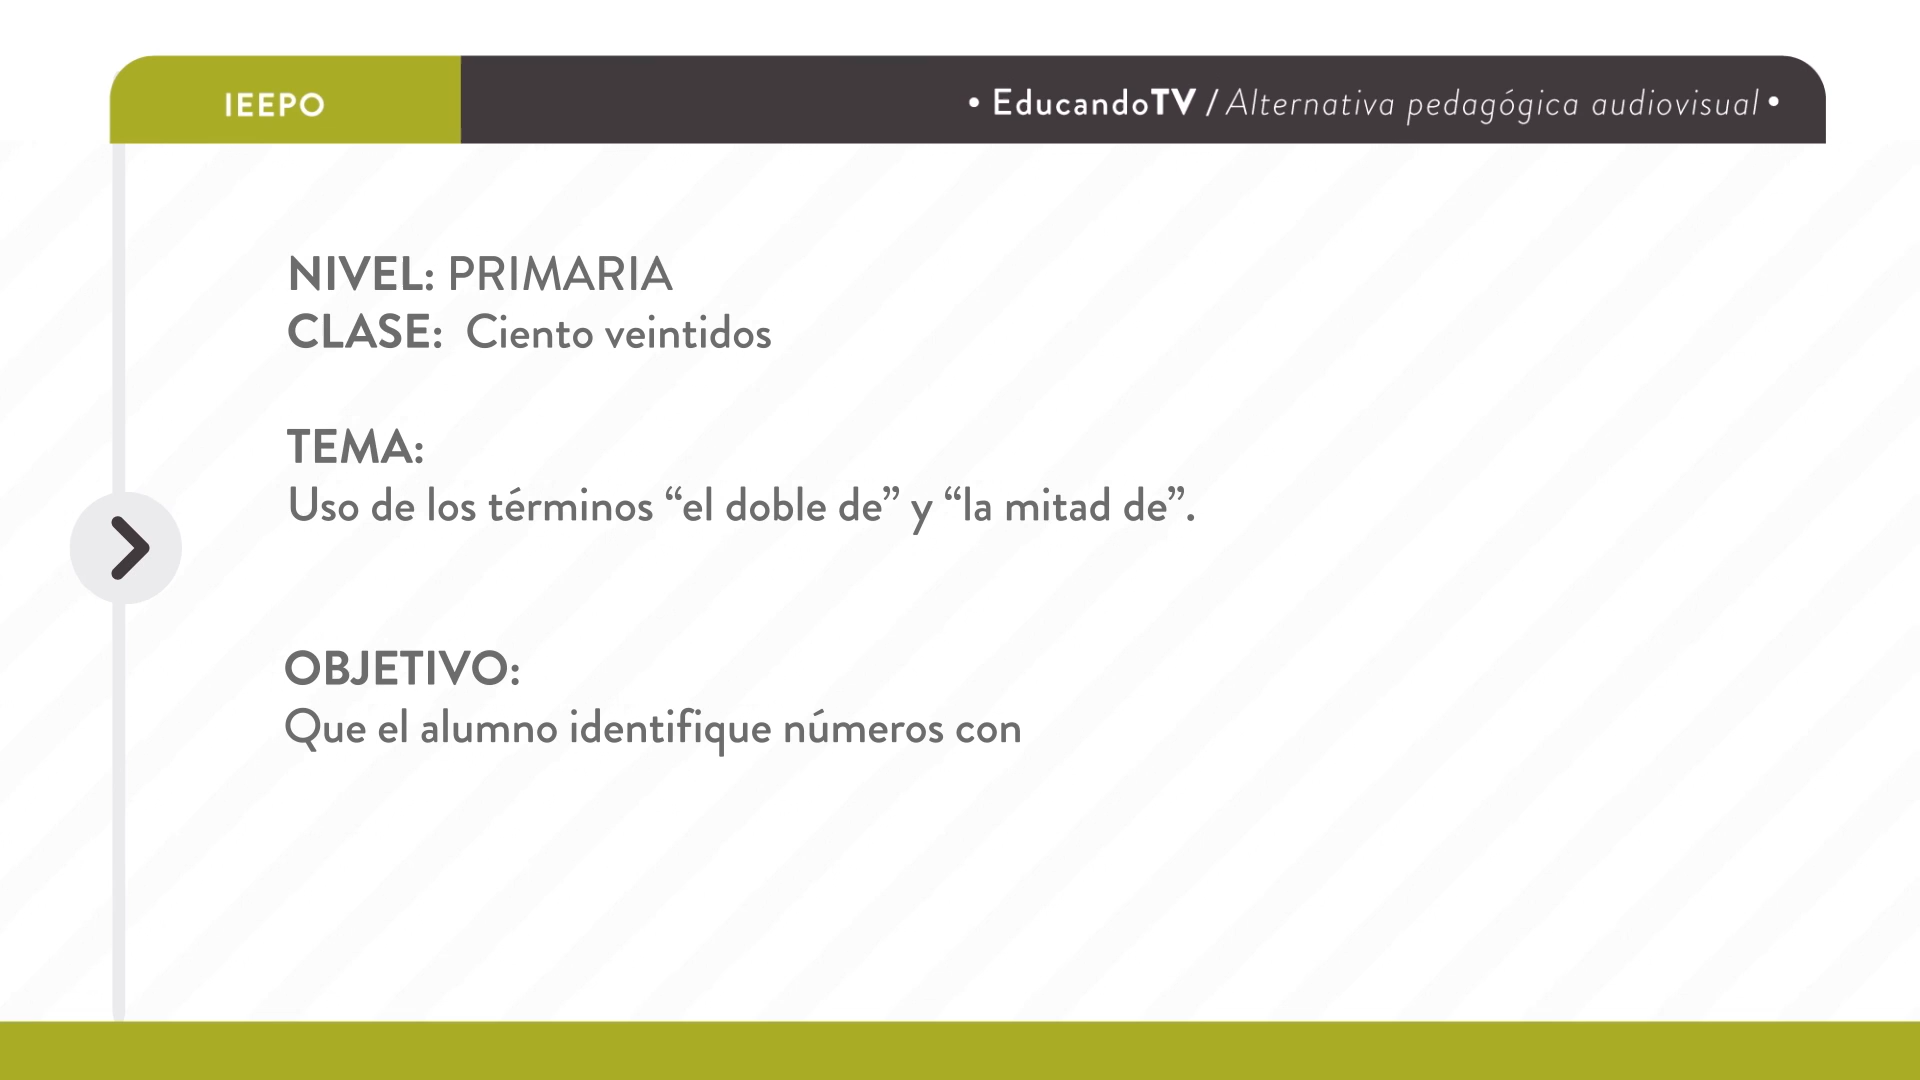 IEEPO
• EducandoTV / Alternativa pedagógica audiovisual •
NIVEL: PRIMARIA
CLASE: Ciento veintidos
TEMA:
Uso de los términos “el doble de” y “la mitad de”.
OBJETIVO:
Que el alumno identifique números con